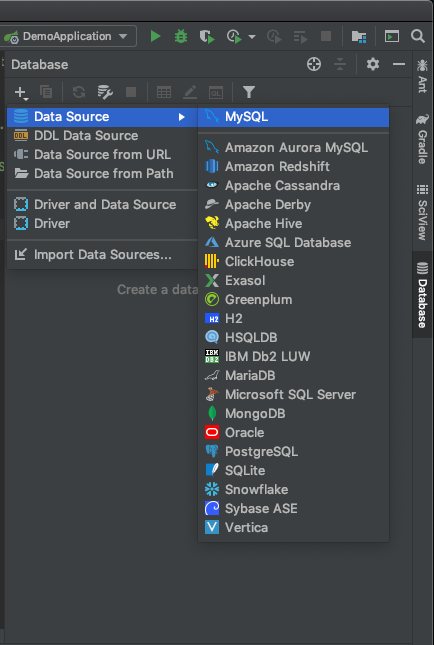 DemoApplication
Database
Data Source
DDL Data Source
Data Source from URL
Data Source from Path
Driver and Data Source
Driver
Import Data Sources...
Create a data
MySQL
Amazon Aurora MySQL
Amazon Redshift
Apache Cassandra
Apache Derby
Apache Hive
Azure SQL Database
ClickHouse
Exasol
Greenplum
H2
HSQLDB
IBM Db2 LUW
MariaDB
Microsoft SQL Server
MongoDB
Oracle
PostgreSQL
SQLite
Snowflake
Sybase ASE
Vertica
Ant
Gradle
SciView
Database